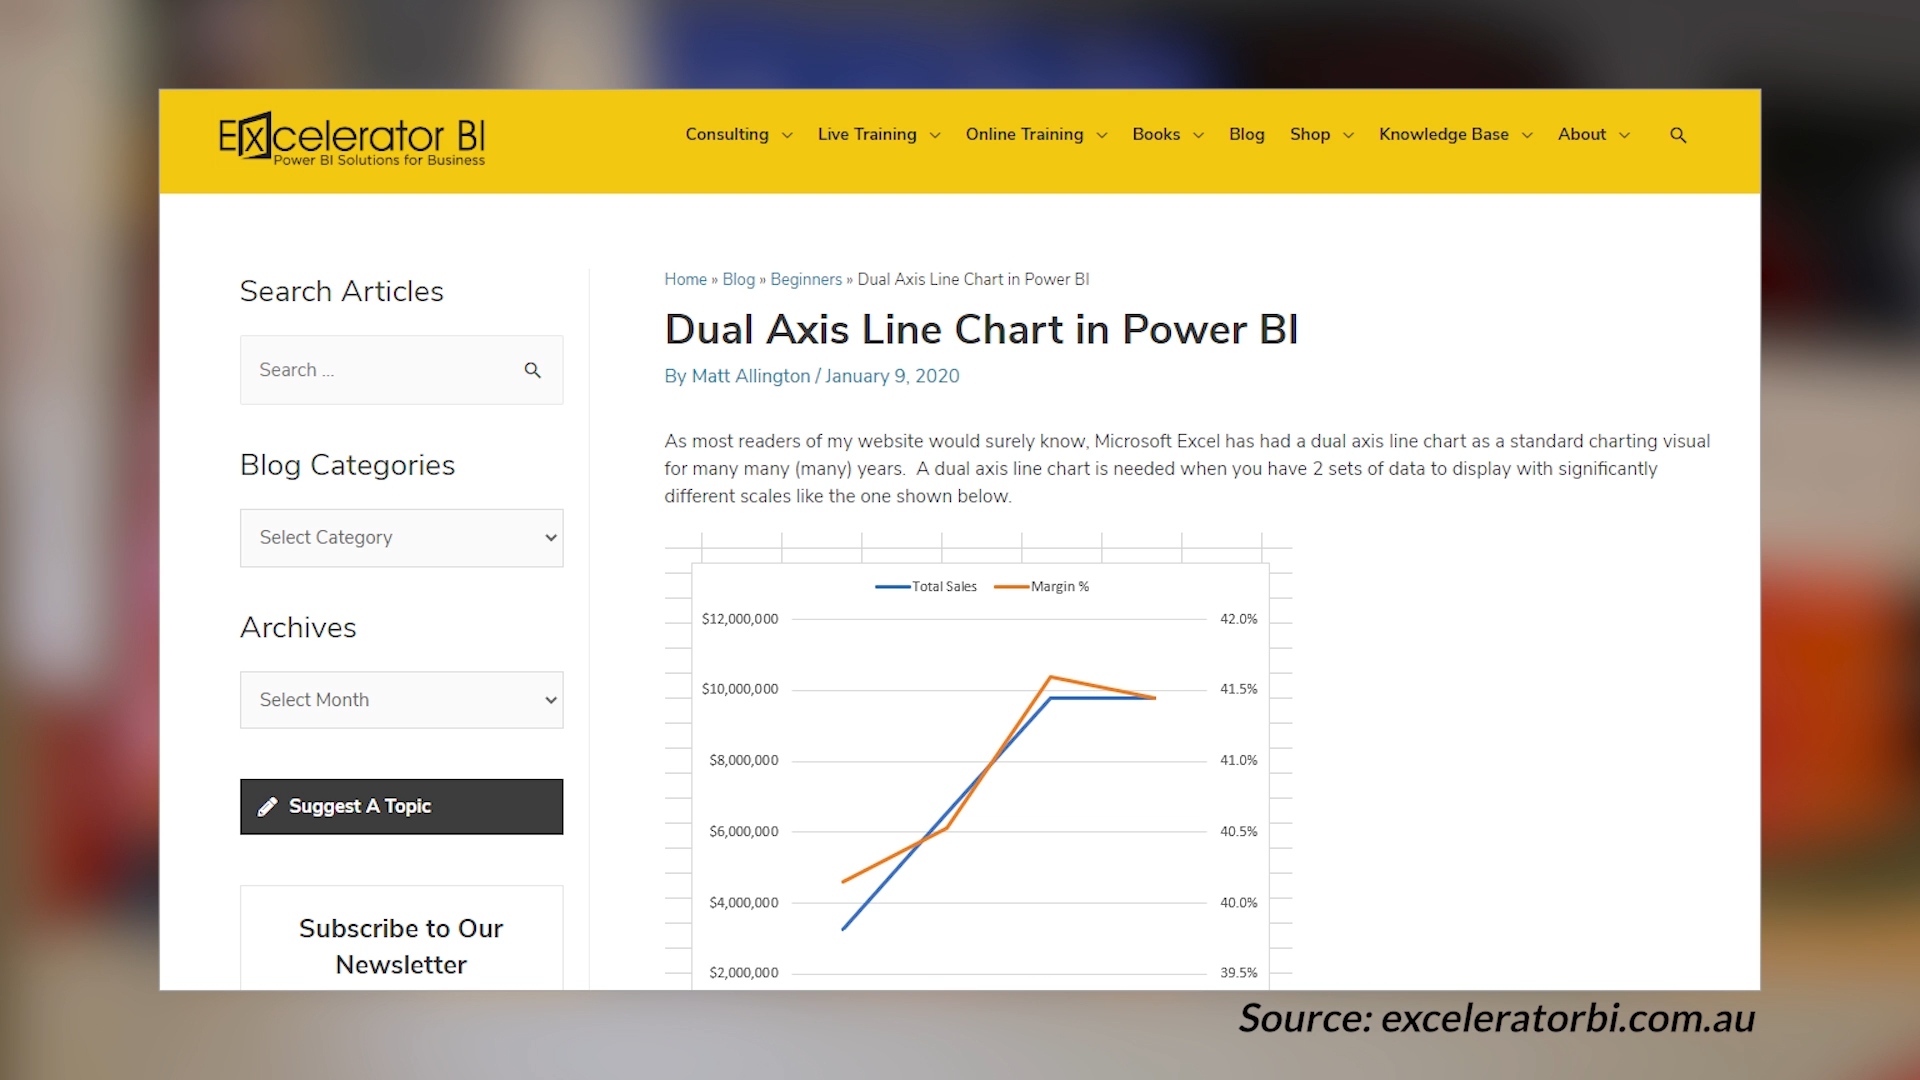 Excelerator BI
Power BI Solutions for Business
Consulting
Live Training
Online Training
Books
Blog
Shop
Knowledge Base
About
Search Articles
Search ...
Blog Categories
Select Category
Archives
Select Month
Suggest A Topic
Subscribe to Our
Newsletter
Home » Blog » Beginners » Dual Axis Line Chart in Power BI
Dual Axis Line Chart in Power BI
By Matt Allington / January 9, 2020
As most readers of my website would surely know, Microsoft Excel has had a dual axis line chart as a standard charting visual
for many many (many) years.  A dual axis line chart is needed when you have 2 sets of data to display with significantly
different scales like the one shown below.
Total Sales
Margin %
$12,000,000
42.0%
$10,000,000
41.5%
$8,000,000
41.0%
$6,000,000
40.5%
$4,000,000
40.0%
$2,000,000
39.5%
Source: exceleratorbi.com.au